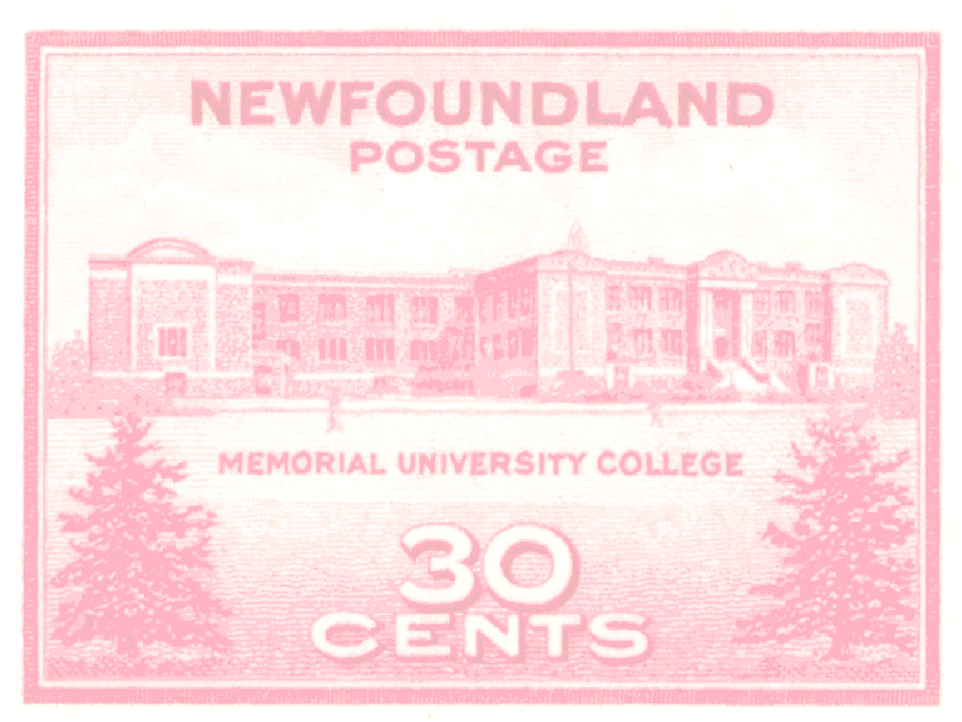 NEWFOUNDLAND
POSTAGE
MEMORIAL UNIVERSITY COLLEGE
30
CENTS